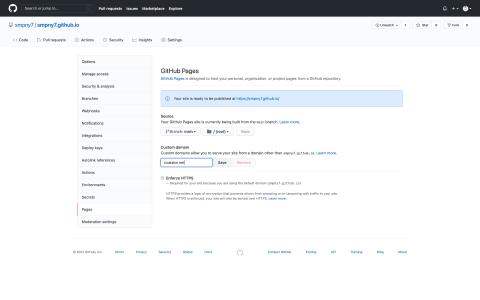 Search or jump to...
Pull requests Issues Marketplace Explore
smpny7 / smpny7.github.io
Unwatch 1 Star 0 Fork 0
Code Pull requests Actions Security Insights Settings
Options
Manage access
Security & analysis
Branches
Webhooks
Notifications
Integrations
Deploy keys
Autolink references
Actions
Environments
Secrets
Pages
Moderation settings
GitHub Pages
GitHub Pages is designed to host your personal, organization, or project pages from a GitHub repository.
Your site is ready to be published at https://smpny7.github.io/
Source
Your GitHub Pages site is currently being built from the main branch. Learn more.
Branch: main / (root) Save
Custom domain
Custom domains allow you to serve your site from a domain other than smpny7.github.io. Learn more.
Save Remove
Enforce HTTPS
— Required for your site because you are using the default domain (smpny7.github.io)
HTTPS provides a layer of encryption that prevents others from snooping on or tampering with traffic to your site.
When HTTPS is enforced, your site will only be served over HTTPS. Learn more.
© 2021 GitHub, Inc. Terms Privacy Security Status Docs Contact GitHub Pricing API Training Blog About